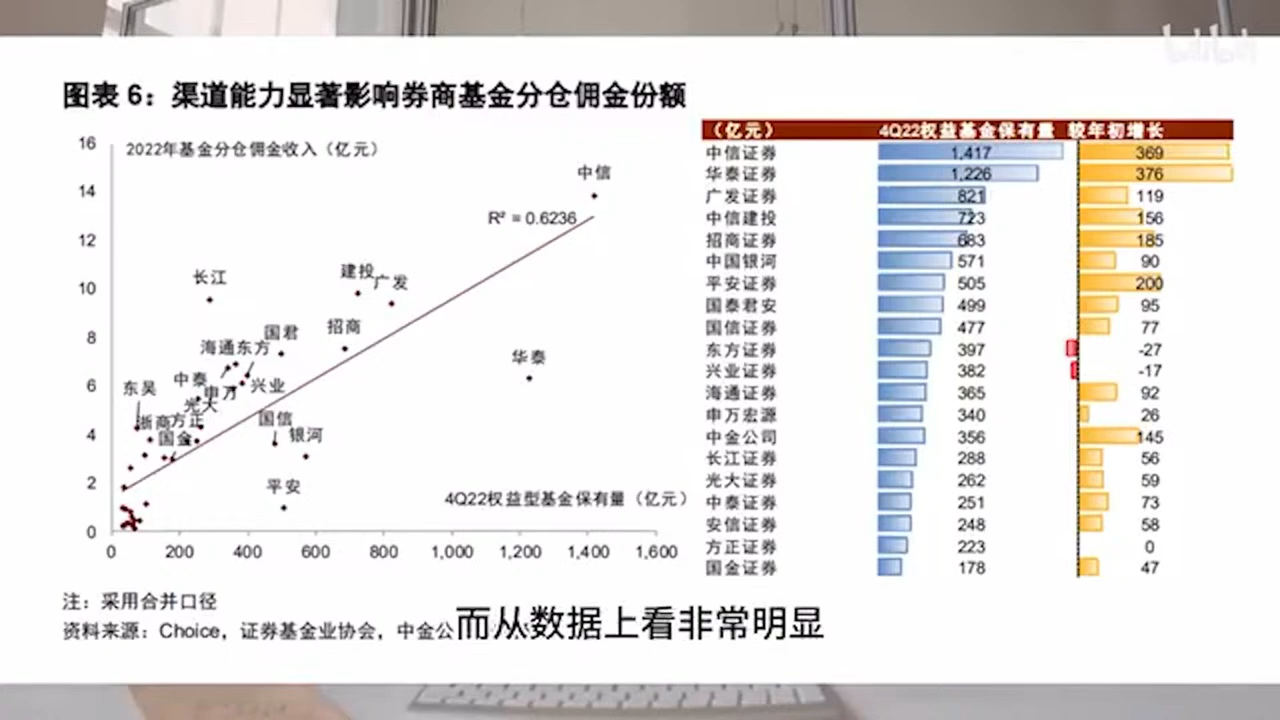 bilibili
图表 6：渠道能力显著影响券商基金分仓佣金份额
2022年基金分仓佣金收入（亿元）
16
14
12
10
8
6
4
2
0
0 200 400 600 800 1,000 1,200 1,400 1,600
4Q22权益型基金保有量（亿元）
R² = 0.6236
中信
长江
建投
广发
招商
国君
华泰
海通
东方
中泰
申万
兴业
东吴
光大
浙商
方正
国金
国信
银河
平安
（亿元） 4Q22权益基金保有量 较年初增长
中信证券 1,417 369
华泰证券 1,226 376
广发证券 821 119
中信建投 723 156
招商证券 683 185
中国银河 571 90
平安证券 505 200
国泰君安 499 95
国信证券 477 77
东方证券 397 -27
兴业证券 382 -17
海通证券 365 92
申万宏源 340 26
中金公司 356 145
长江证券 288 56
光大证券 262 59
中泰证券 251 73
安信证券 248 58
方正证券 223 0
国金证券 178 47
注：采用合并口径
资料来源：Choice，证券基金业协会，中金公
而从数据上看非常明显